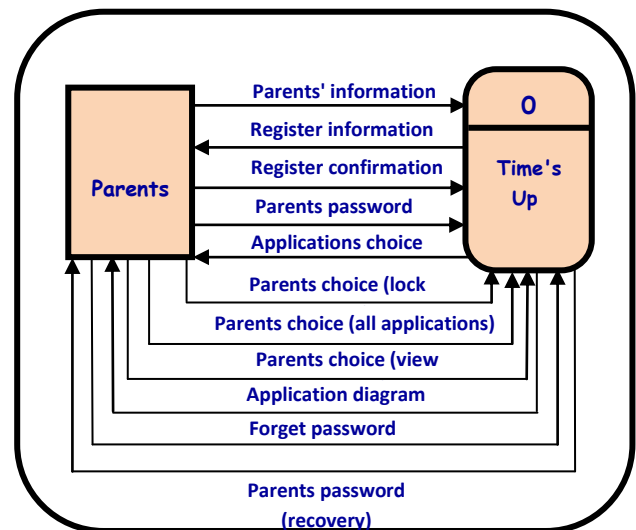 Parents' information
0
Register information
Register confirmation
Parents
Time's
Up
Parents password
Applications choice
Parents choice (lock
Parents choice (all applications)
Parents choice (view
Application diagram
Forget password
Parents password
(recovery)